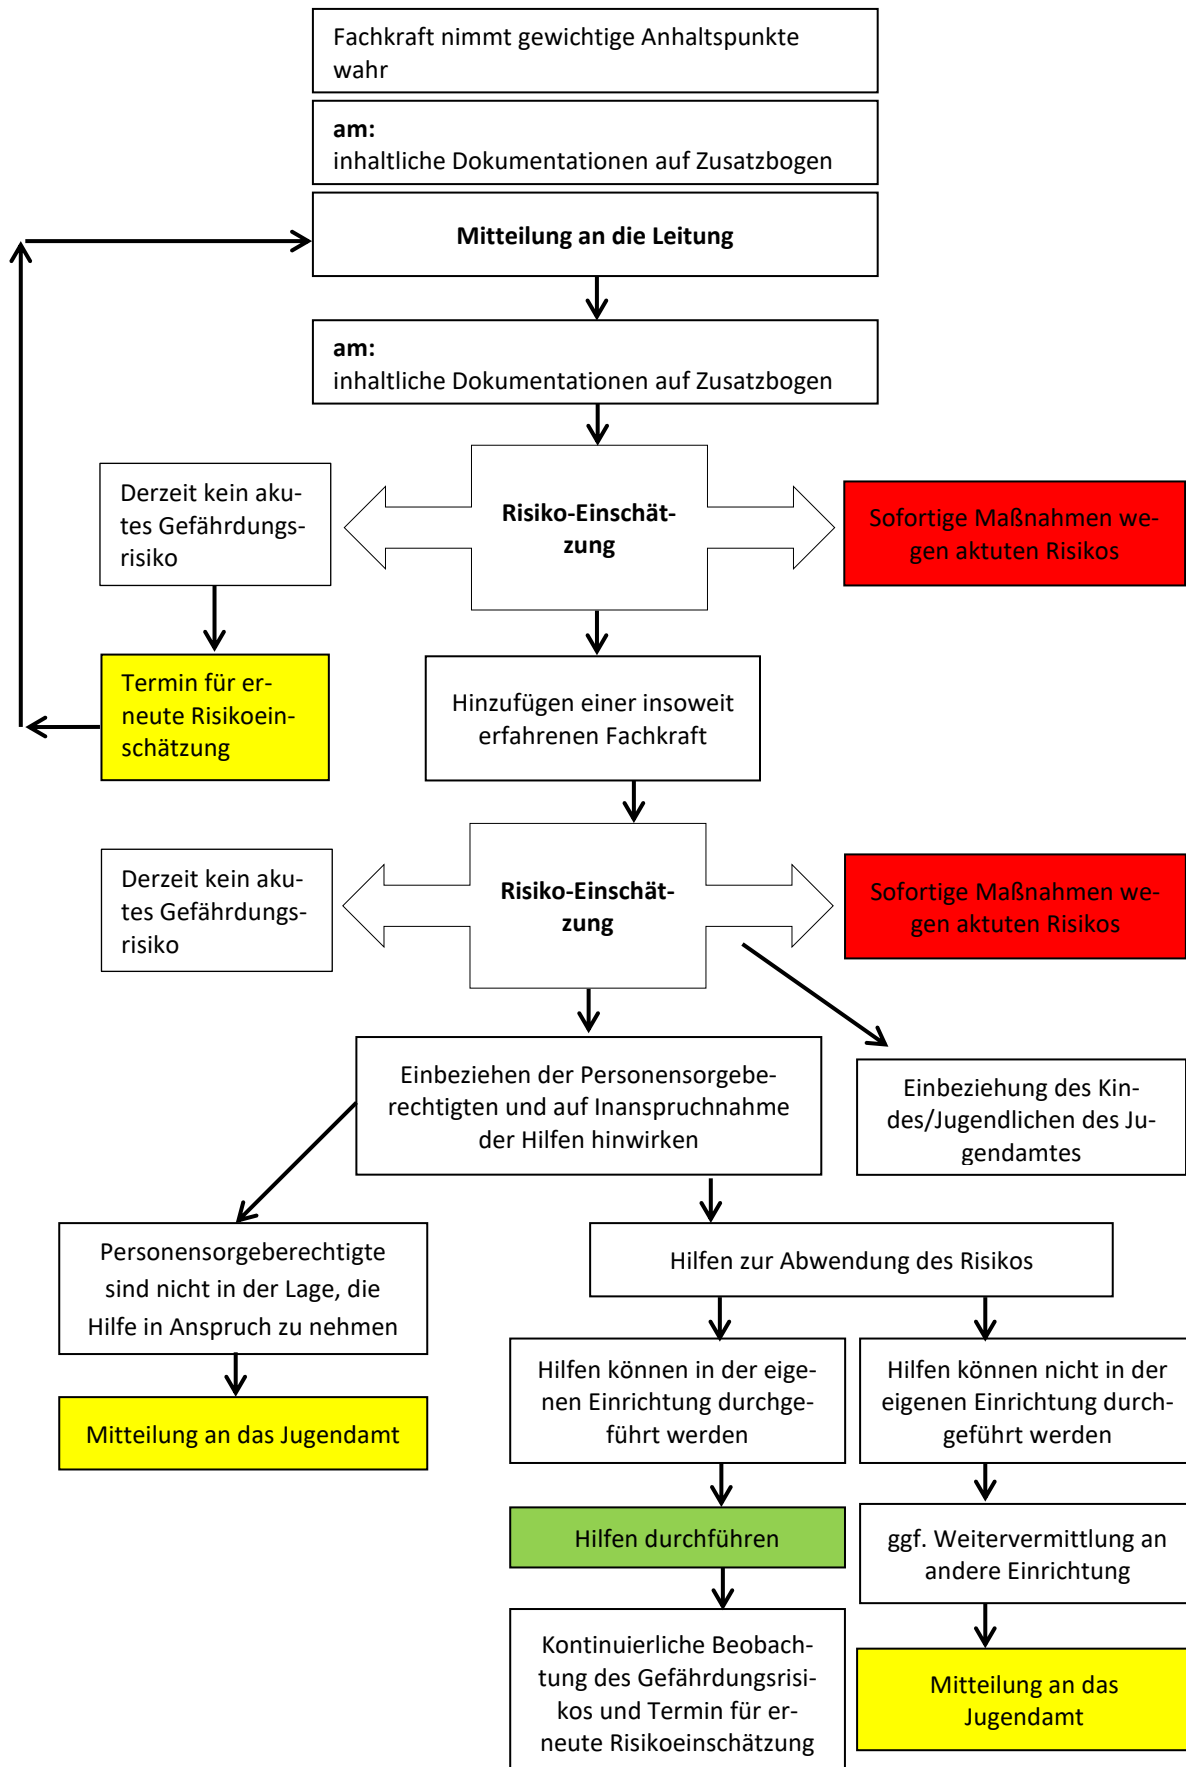 Fachkraft nimmt gewichtige Anhaltspunkte
wahr
am:
inhaltliche Dokumentationen auf Zusatzbogen
Mitteilung an die Leitung
am:
inhaltliche Dokumentationen auf Zusatzbogen
Derzeit kein aku-
tes Gefährdungs-
risiko
Risiko-Einschät-
zung
Sofortige Maßnahmen we-
gen aktuten Risikos
Termin für er-
neute Risikoein-
schätzung
Hinzufügen einer insoweit
erfahrenen Fachkraft
Derzeit kein aku-
tes Gefährdungs-
risiko
Risiko-Einschät-
zung
Sofortige Maßnahmen we-
gen aktuten Risikos
Einbeziehen der Personensorgebe-
rechtigten und auf Inanspruchnahme
der Hilfen hinwirken
Einbeziehung des Kin-
des/Jugendlichen des Ju-
gendamtes
Personensorgeberechtigte
sind nicht in der Lage, die
Hilfe in Anspruch zu nehmen
Hilfen zur Abwendung des Risikos
Mitteilung an das Jugendamt
Hilfen können in der eige-
nen Einrichtung durchge-
führt werden
Hilfen können nicht in der
eigenen Einrichtung durch-
geführt werden
Hilfen durchführen
ggf. Weitervermittlung an
andere Einrichtung
Kontinuierliche Beobach-
tung des Gefährdungsrisi-
kos und Termin für er-
neute Risikoeinschätzung
Mitteilung an das
Jugendamt